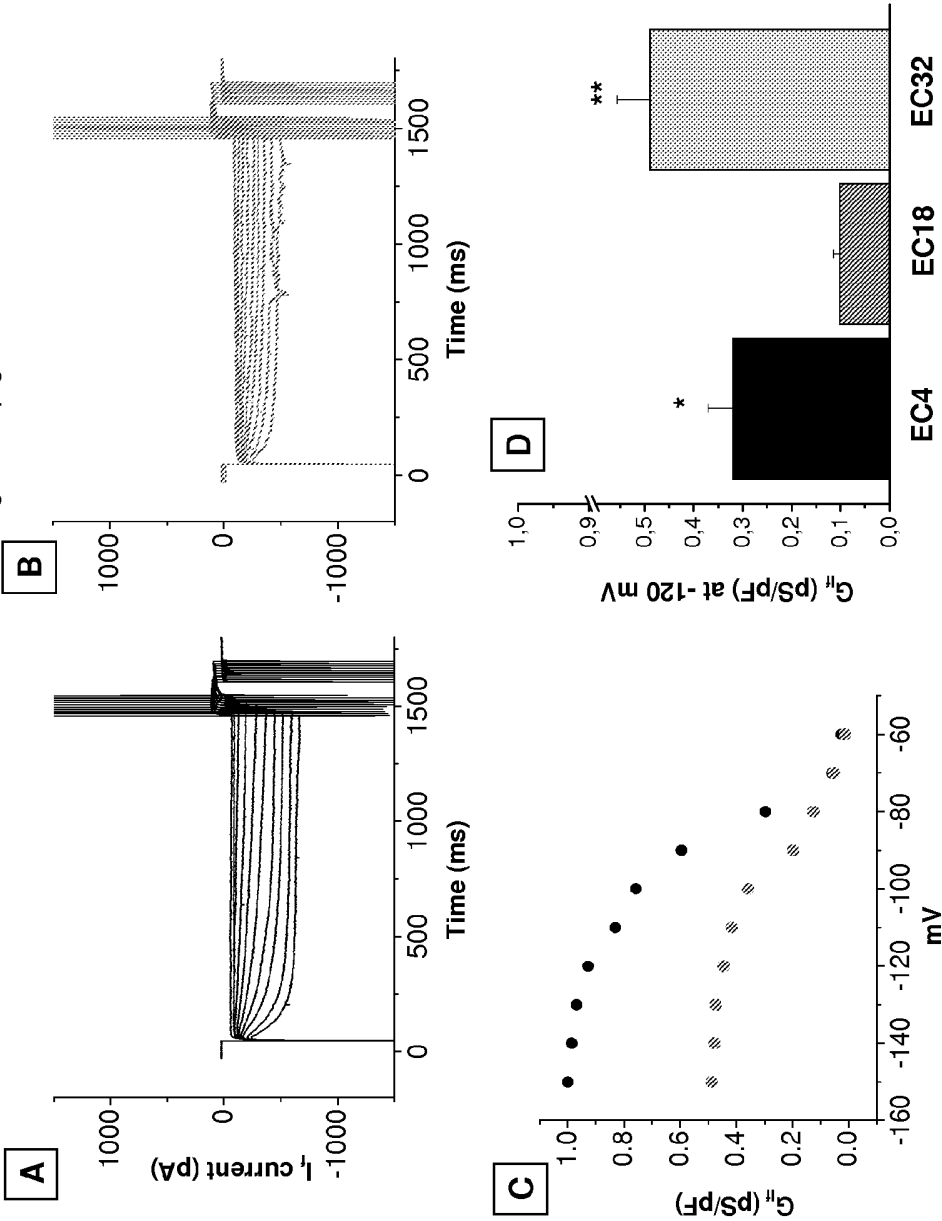 A
I_f current (pA)
1000
0
-1000
0 500 1000 1500
Time (ms)
B
1000
0
-1000
0 500 1000 1500
Time (ms)
C
G_ff (pS/pF)
1.0
0.8
0.6
0.4
0.2
0.0
-160 -140 -120 -100 -80 -60
mV
D
G_ff (pS/pF) at -120 mV
1,0
0,9
0,5
0,4
0,3
0,2
0,1
0,0
*
**
EC4 EC18 EC32